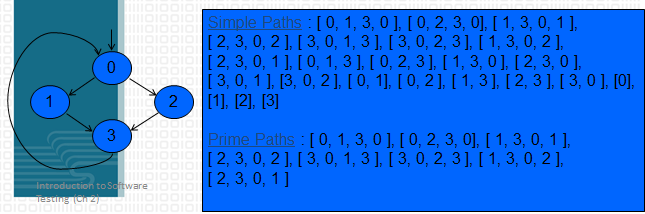 0
1
2
3
Introduction to Software
Testing (Ch 2)
Simple Paths : [ 0, 1, 3, 0 ], [ 0, 2, 3, 0], [ 1, 3, 0, 1 ],
[ 2, 3, 0, 2 ], [ 3, 0, 1, 3 ], [ 3, 0, 2, 3 ], [ 1, 3, 0, 2 ],
[ 2, 3, 0, 1 ], [ 0, 1, 3 ], [ 0, 2, 3 ], [ 1, 3, 0 ], [ 2, 3, 0 ],
[ 3, 0, 1 ], [3, 0, 2 ], [ 0, 1], [ 0, 2 ], [ 1, 3 ], [ 2, 3 ], [ 3, 0 ], [0],
[1], [2], [3]
Prime Paths : [ 0, 1, 3, 0 ], [ 0, 2, 3, 0], [ 1, 3, 0, 1 ],
[ 2, 3, 0, 2 ], [ 3, 0, 1, 3 ], [ 3, 0, 2, 3 ], [ 1, 3, 0, 2 ],
[ 2, 3, 0, 1 ]